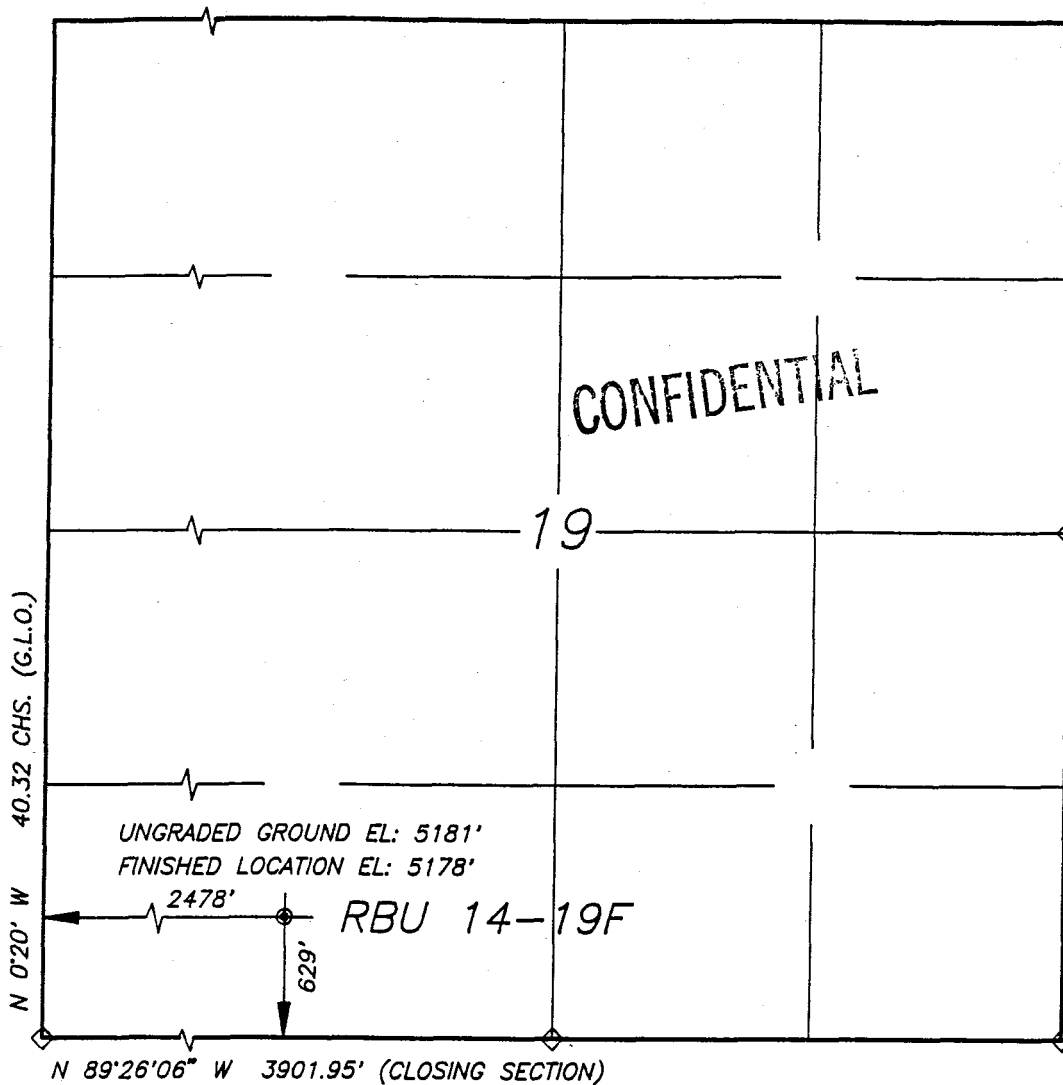 CONFIDENTIAL
19
N 0°20' W 40.32 CHS. (G.L.O.)
UNGRADED GROUND EL: 5181'
FINISHED LOCATION EL: 5178'
2478'
RBU 14-19F
629'
N 89°26'06" W 3901.95' (CLOSING SECTION)